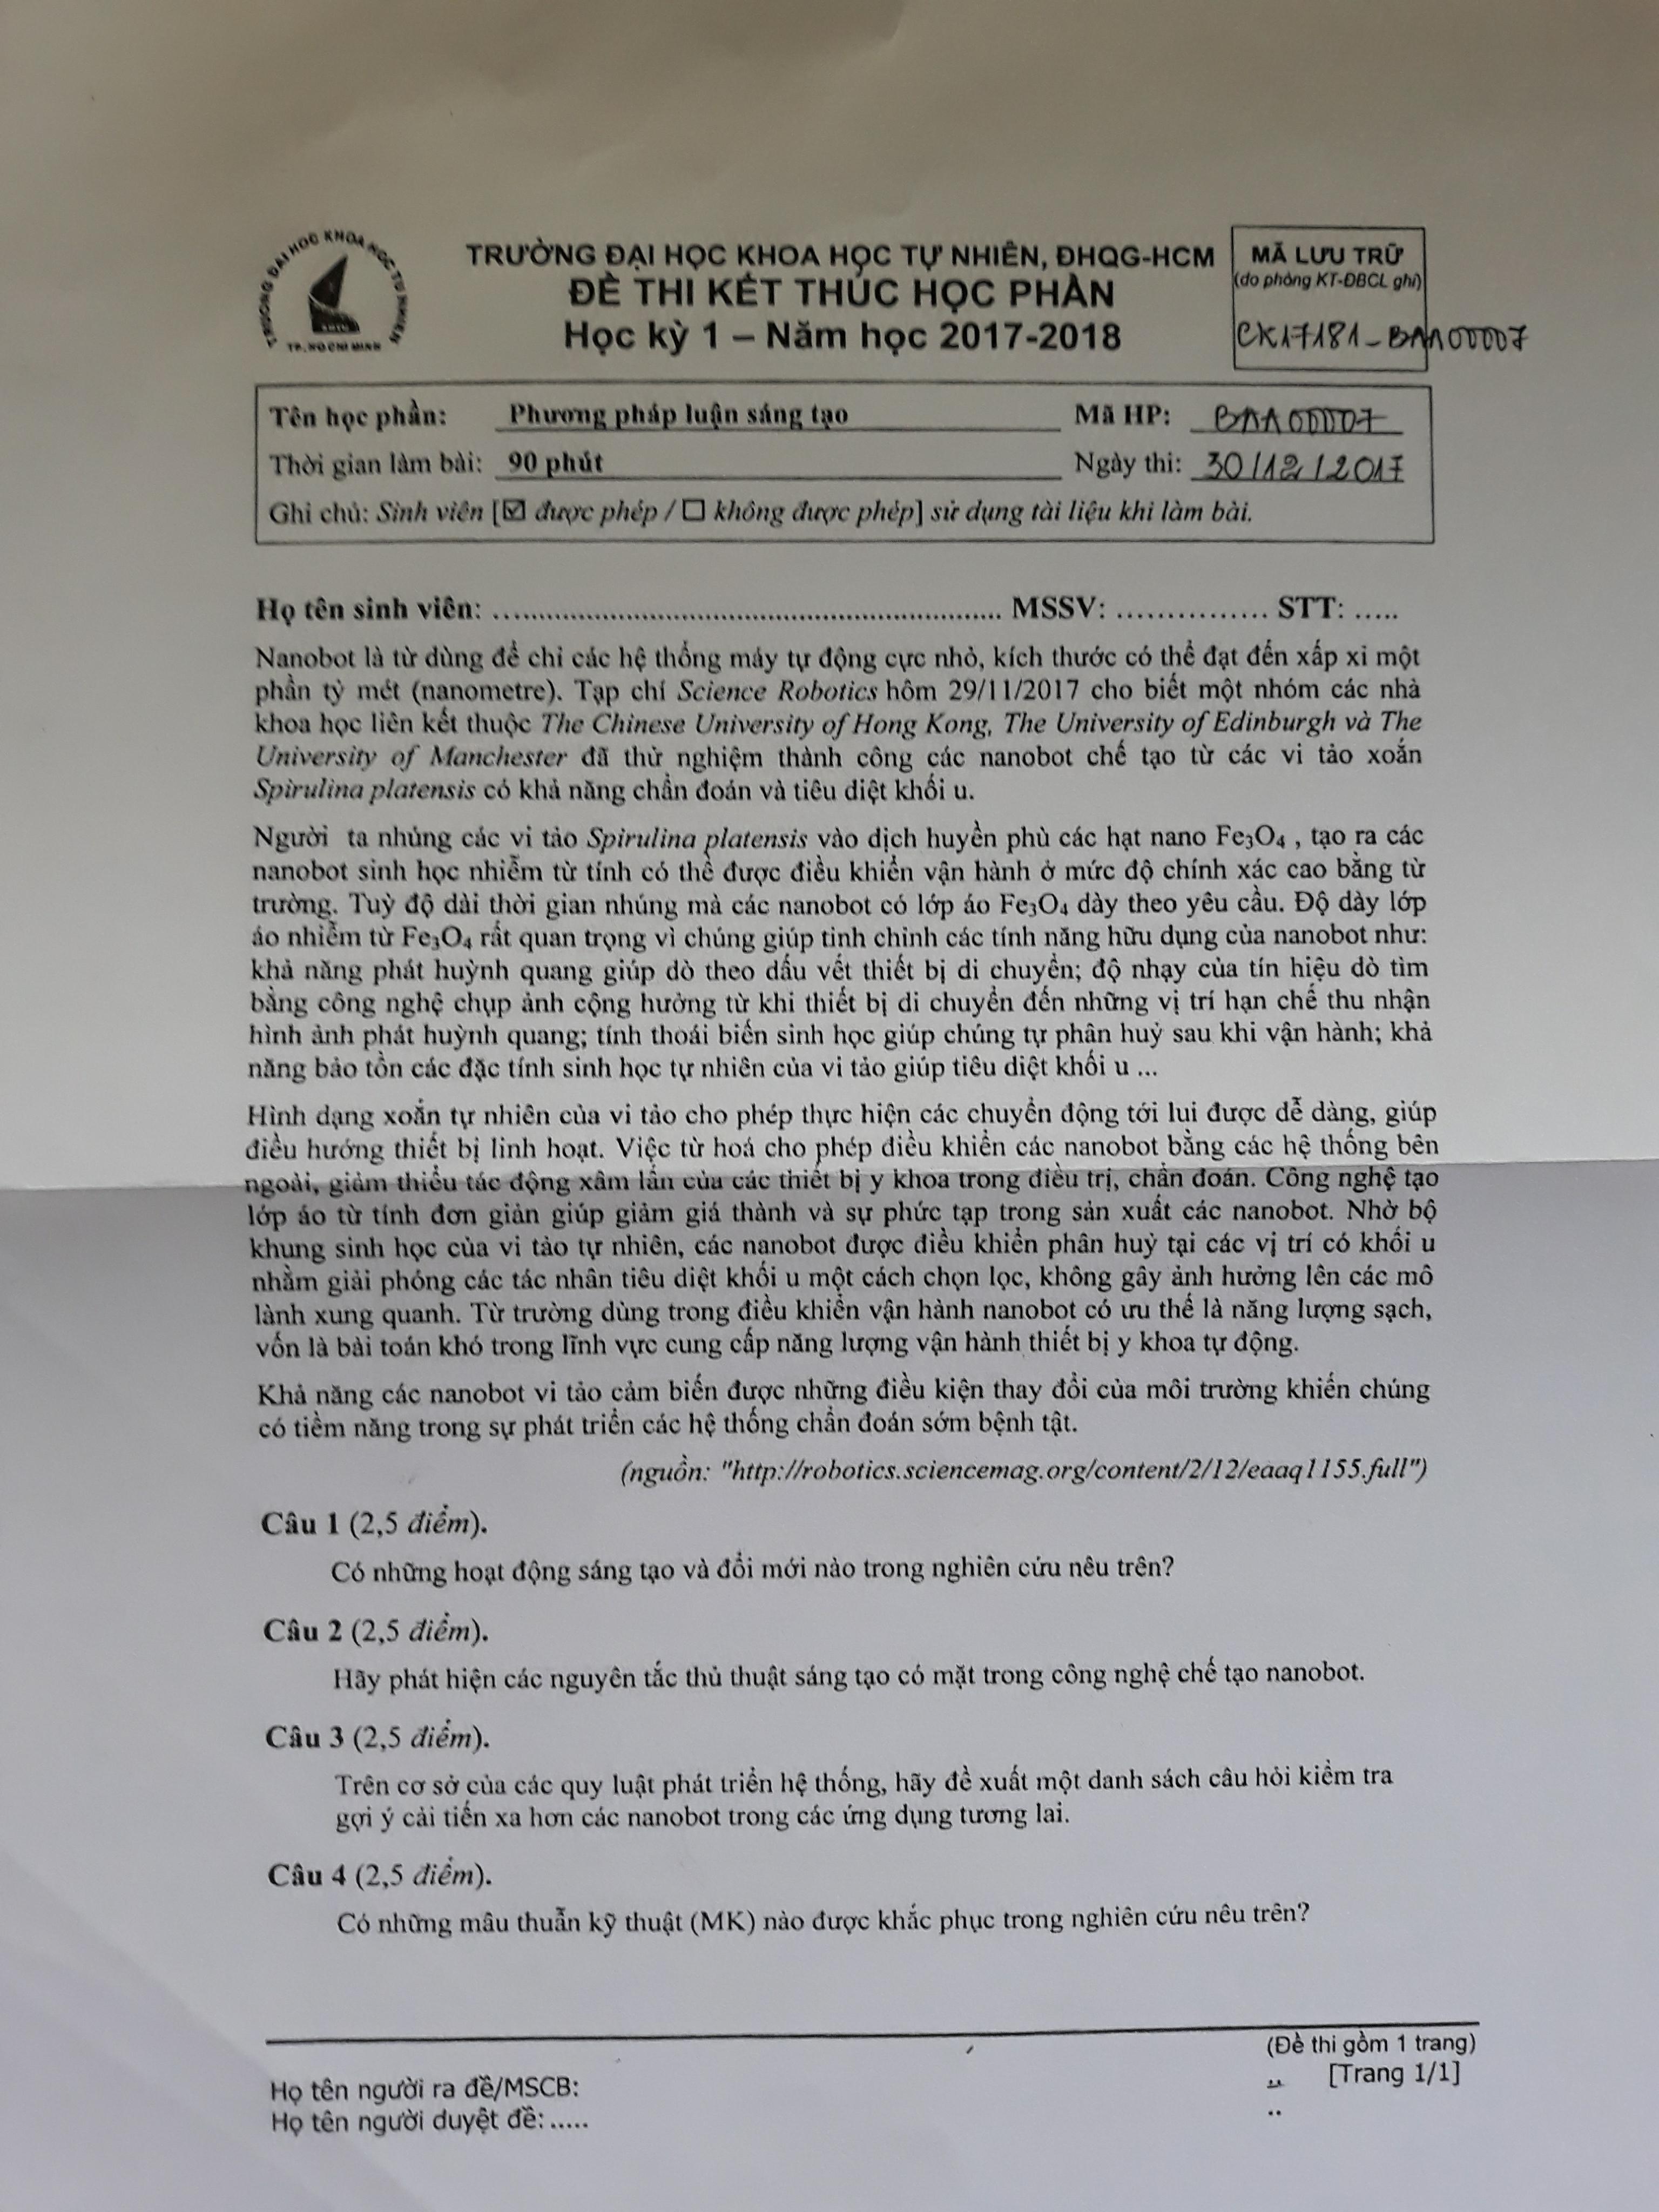 TRƯỜNG ĐẠI HỌC KHOA HỌC TỰ NHIÊN
TP. HỒ CHÍ MINH
TRƯỜNG ĐẠI HỌC KHOA HỌC TỰ NHIÊN, ĐHQG-HCM
ĐỀ THI KẾT THÚC HỌC PHẦN
Học kỳ 1 – Năm học 2017-2018
MÃ LƯU TRỮ
(do phòng KT-ĐBCL ghi)
CK17181_BAA00007
Tên học phần: Phương pháp luận sáng tạo Mã HP: BAA00007
Thời gian làm bài: 90 phút Ngày thi: 30/12/2017
Ghi chú: Sinh viên [☑ được phép / ☐ không được phép] sử dụng tài liệu khi làm bài.
Họ tên sinh viên: ................................................................ MSSV: ............... STT: .....
Nanobot là từ dùng để chỉ các hệ thống máy tự động cực nhỏ, kích thước có thể đạt đến xấp xỉ một
phần tỷ mét (nanometre). Tạp chí Science Robotics hôm 29/11/2017 cho biết một nhóm các nhà
khoa học liên kết thuộc The Chinese University of Hong Kong, The University of Edinburgh và The
University of Manchester đã thử nghiệm thành công các nanobot chế tạo từ các vi tảo xoắn
Spirulina platensis có khả năng chẩn đoán và tiêu diệt khối u.
Người ta nhúng các vi tảo Spirulina platensis vào dịch huyền phù các hạt nano Fe₃O₄ , tạo ra các
nanobot sinh học nhiễm từ tính có thể được điều khiển vận hành ở mức độ chính xác cao bằng từ
trường. Tuỳ độ dài thời gian nhúng mà các nanobot có lớp áo Fe₃O₄ dày theo yêu cầu. Độ dày lớp
áo nhiễm từ Fe₃O₄ rất quan trọng vì chúng giúp tinh chỉnh các tính năng hữu dụng của nanobot như:
khả năng phát huỳnh quang giúp dò theo dấu vết thiết bị di chuyển; độ nhạy của tín hiệu dò tìm
bằng công nghệ chụp ảnh cộng hưởng từ khi thiết bị di chuyển đến những vị trí hạn chế thu nhận
hình ảnh phát huỳnh quang; tính thoái biến sinh học giúp chúng tự phân huỷ sau khi vận hành; khả
năng bảo tồn các đặc tính sinh học tự nhiên của vi tảo giúp tiêu diệt khối u ...
Hình dạng xoắn tự nhiên của vi tảo cho phép thực hiện các chuyển động tới lui được dễ dàng, giúp
điều hướng thiết bị linh hoạt. Việc từ hoá cho phép điều khiển các nanobot bằng các hệ thống bên
ngoài, giảm thiểu tác động xâm lấn của các thiết bị y khoa trong điều trị, chẩn đoán. Công nghệ tạo
lớp áo từ tính đơn giản giúp giảm giá thành và sự phức tạp trong sản xuất các nanobot. Nhờ bộ
khung sinh học của vi tảo tự nhiên, các nanobot được điều khiển phân huỷ tại các vị trí có khối u
nhằm giải phóng các tác nhân tiêu diệt khối u một cách chọn lọc, không gây ảnh hưởng lên các mô
lành xung quanh. Từ trường dùng trong điều khiển vận hành nanobot có ưu thế là năng lượng sạch,
vốn là bài toán khó trong lĩnh vực cung cấp năng lượng vận hành thiết bị y khoa tự động.
Khả năng các nanobot vi tảo cảm biến được những điều kiện thay đổi của môi trường khiến chúng
có tiềm năng trong sự phát triển các hệ thống chẩn đoán sớm bệnh tật.
(nguồn: "http://robotics.sciencemag.org/content/2/12/eaaq1155.full")
Câu 1 (2,5 điểm).
Có những hoạt động sáng tạo và đổi mới nào trong nghiên cứu nêu trên?
Câu 2 (2,5 điểm).
Hãy phát hiện các nguyên tắc thủ thuật sáng tạo có mặt trong công nghệ chế tạo nanobot.
Câu 3 (2,5 điểm).
Trên cơ sở của các quy luật phát triển hệ thống, hãy đề xuất một danh sách câu hỏi kiểm tra
gợi ý cải tiến xa hơn các nanobot trong các ứng dụng tương lai.
Câu 4 (2,5 điểm).
Có những mâu thuẫn kỹ thuật (MK) nào được khắc phục trong nghiên cứu nêu trên?
(Đề thi gồm 1 trang)
Họ tên người ra đề/MSCB: .. [Trang 1/1]
Họ tên người duyệt đề: ..... ..